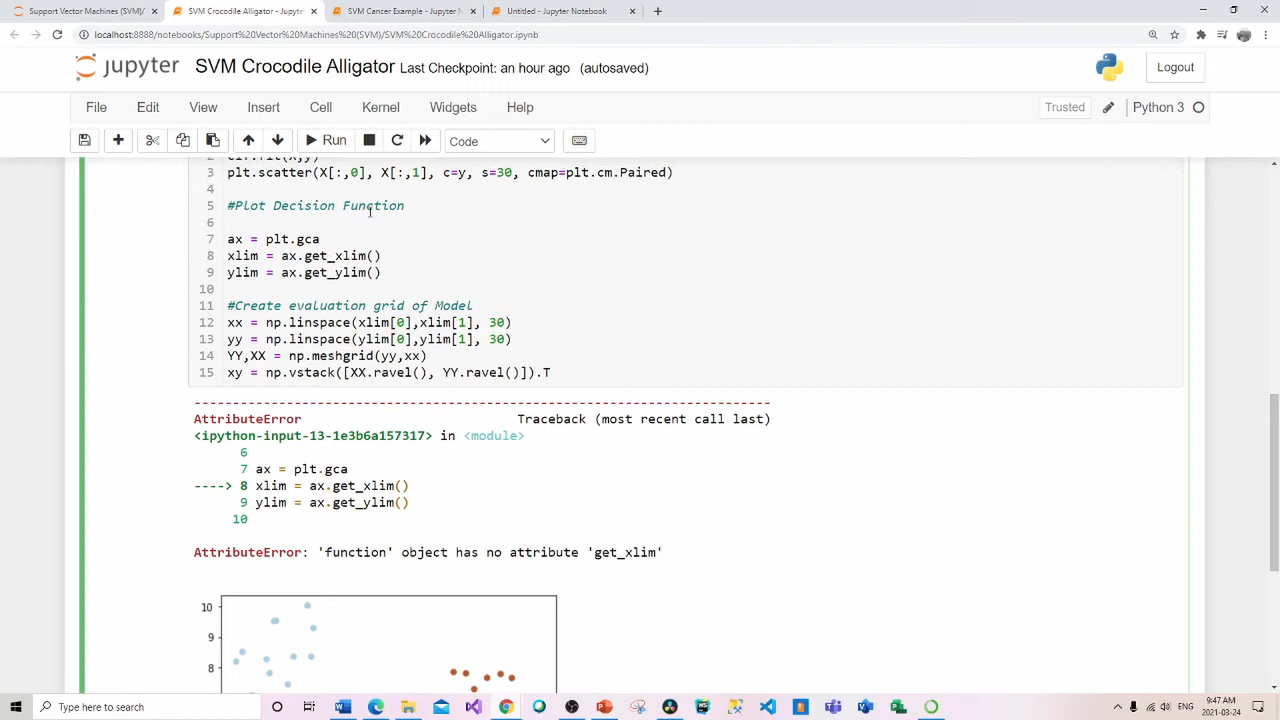 Support Vector Machines (SVM)/
SVM Crocodile Alligator - Jupyter
SVM Cancer Example - Jupyter N
Untitled - Jupyter Notebook
localhost:8888/notebooks/Support%20Vector%20Machines%20(SVM)/SVM%20Crocodile%20Alligator.ipynb
jupyter SVM Crocodile Alligator Last Checkpoint: an hour ago (autosaved)
Logout
File Edit View Insert Cell Kernel Widgets Help
Trusted Python 3
Run Code
2 clf.fit(X,y)
3 plt.scatter(X[:,0], X[:,1], c=y, s=30, cmap=plt.cm.Paired)
4
5 #Plot Decision Function
6
7 ax = plt.gca
8 xlim = ax.get_xlim()
9 ylim = ax.get_ylim()
10
11 #Create evaluation grid of Model
12 xx = np.linspace(xlim[0],xlim[1], 30)
13 yy = np.linspace(ylim[0],ylim[1], 30)
14 YY,XX = np.meshgrid(yy,xx)
15 xy = np.vstack([XX.ravel(), YY.ravel()]).T
---------------------------------------------------------------------------
AttributeError Traceback (most recent call last)
<ipython-input-13-1e3b6a157317> in <module>
6
7 ax = plt.gca
----> 8 xlim = ax.get_xlim()
9 ylim = ax.get_ylim()
10
AttributeError: 'function' object has no attribute 'get_xlim'
10
9
8
Type here to search
9:47 AM
2021-03-24